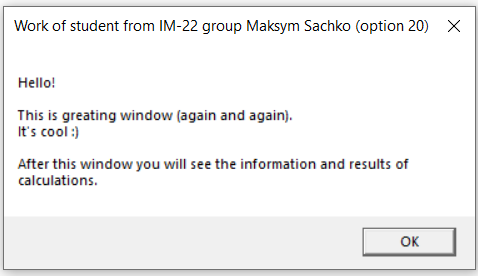 Work of student from IM-22 group Maksym Sachko (option 20)
Hello!
This is greating window (again and again).
It's cool :)
After this window you will see the information and results of
calculations.
OK